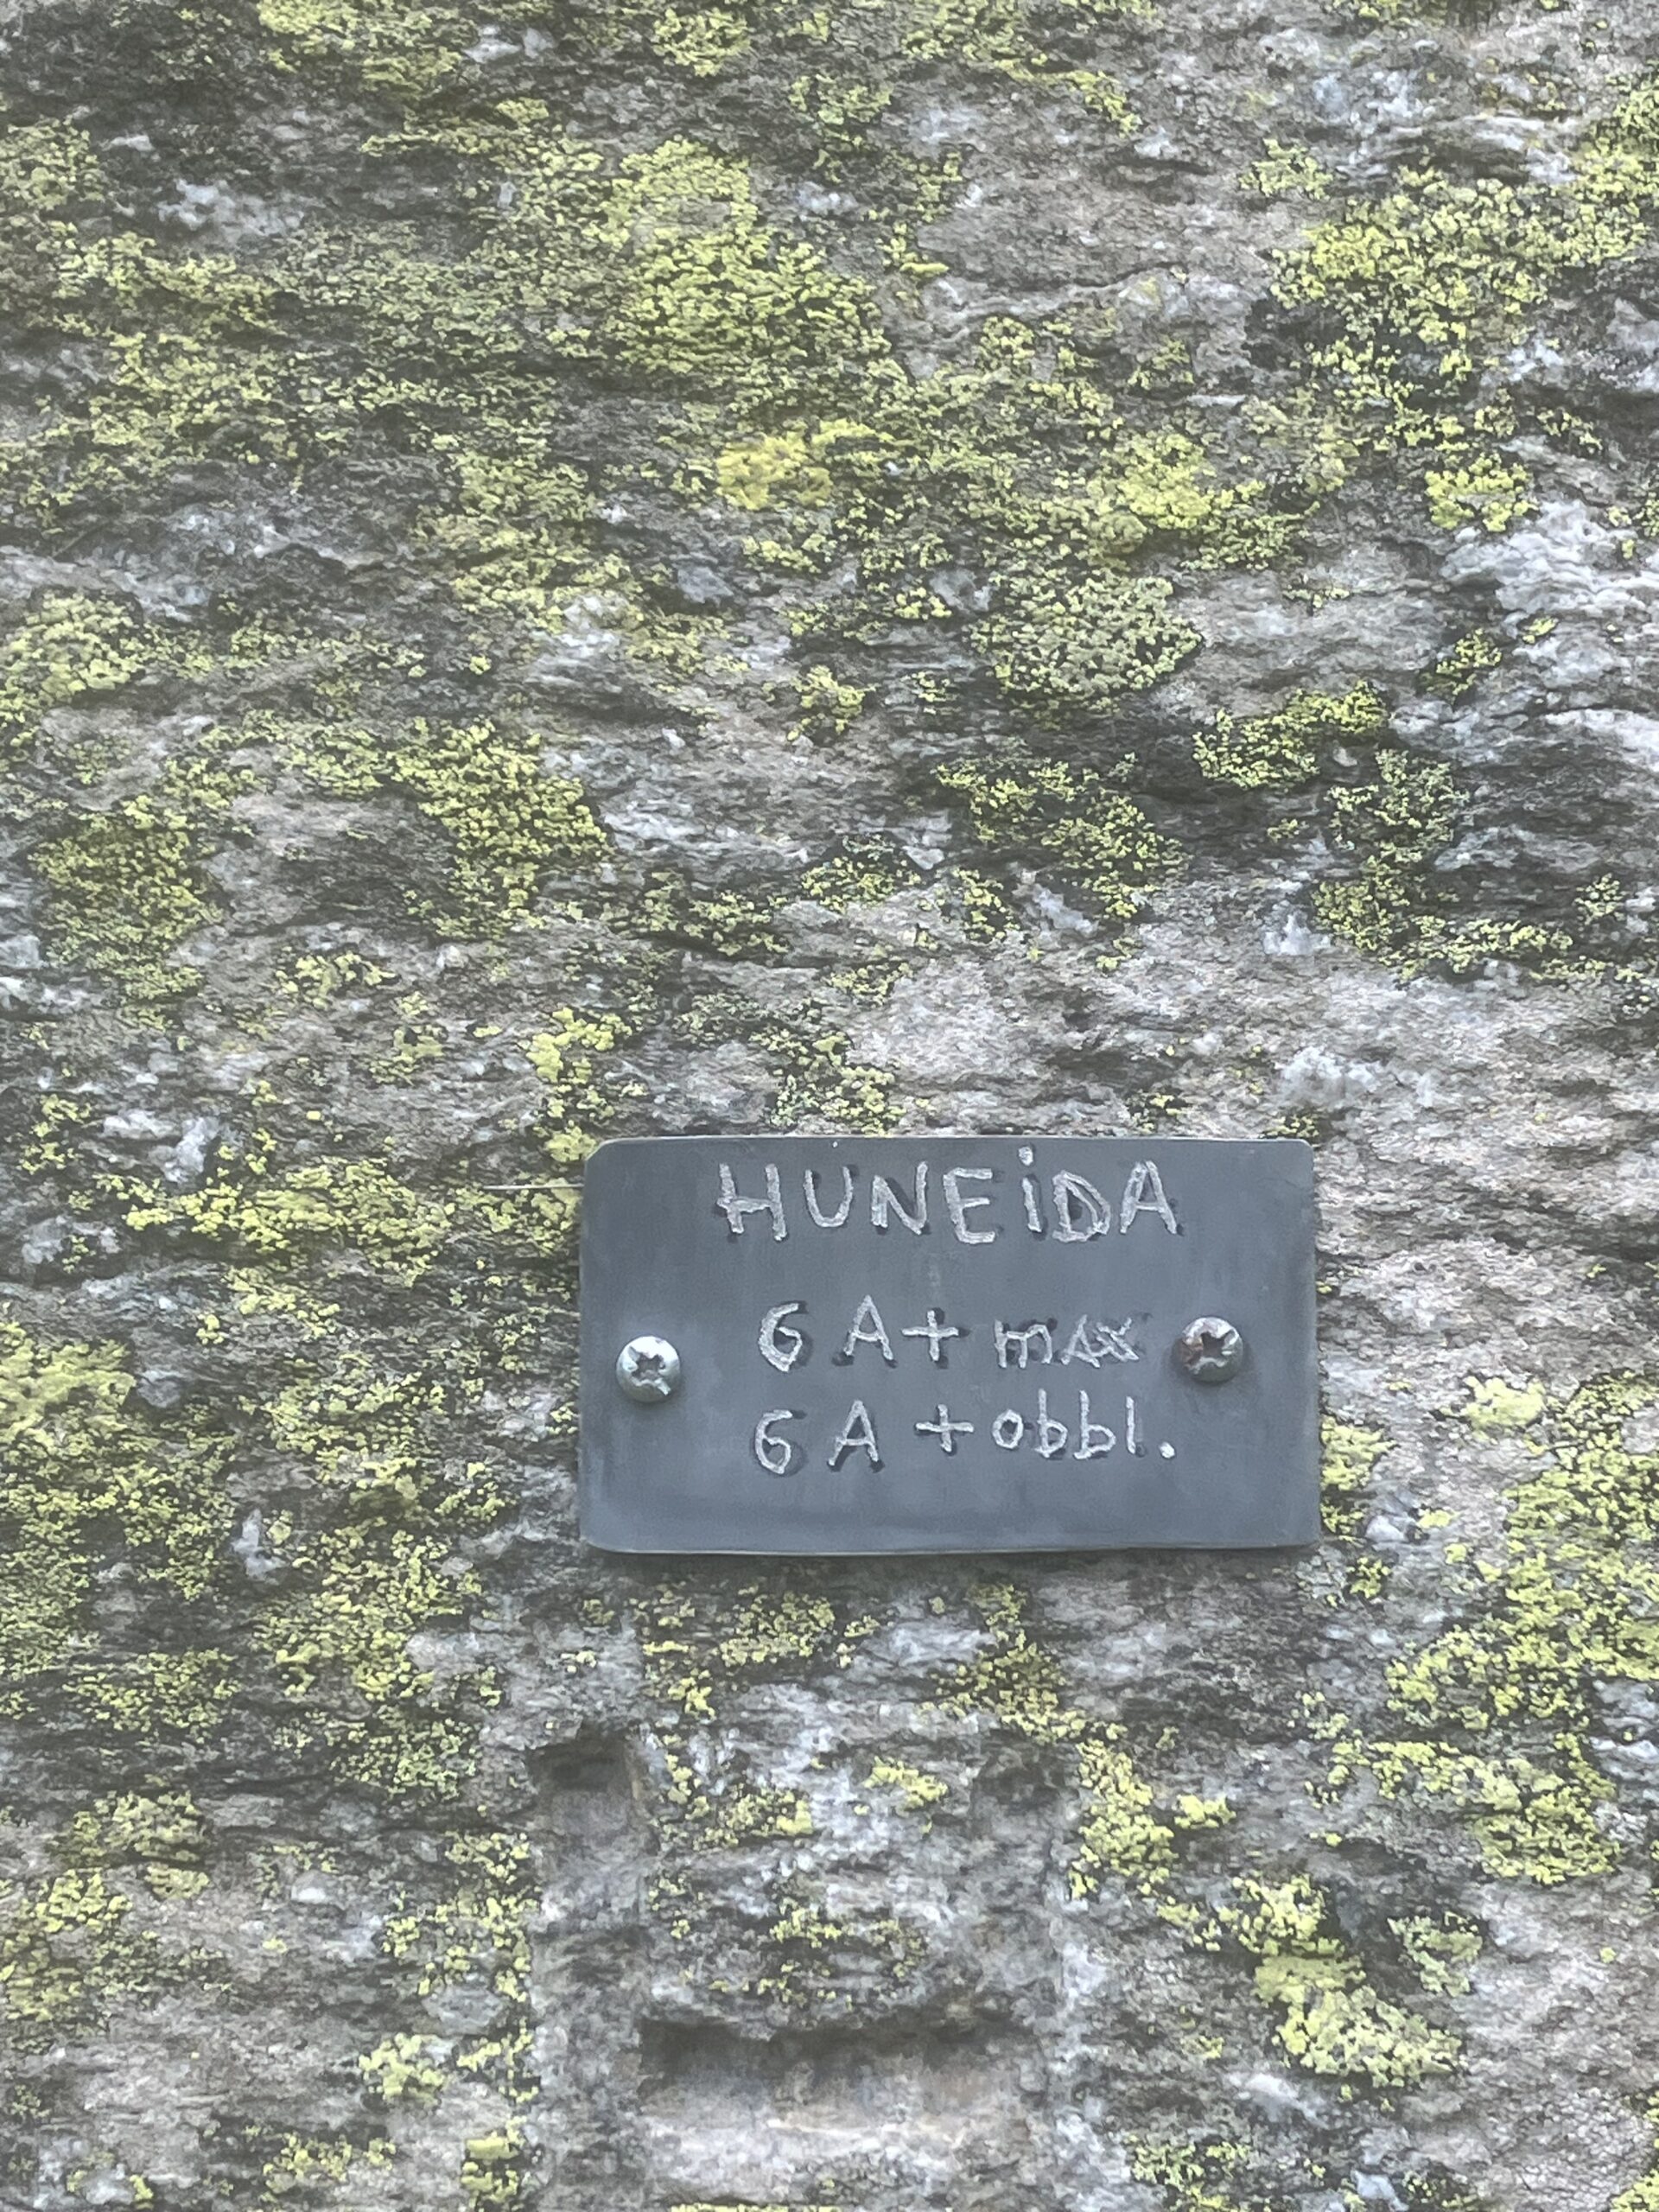 HUNEiDA
6A+ mAX
6A +obbl.